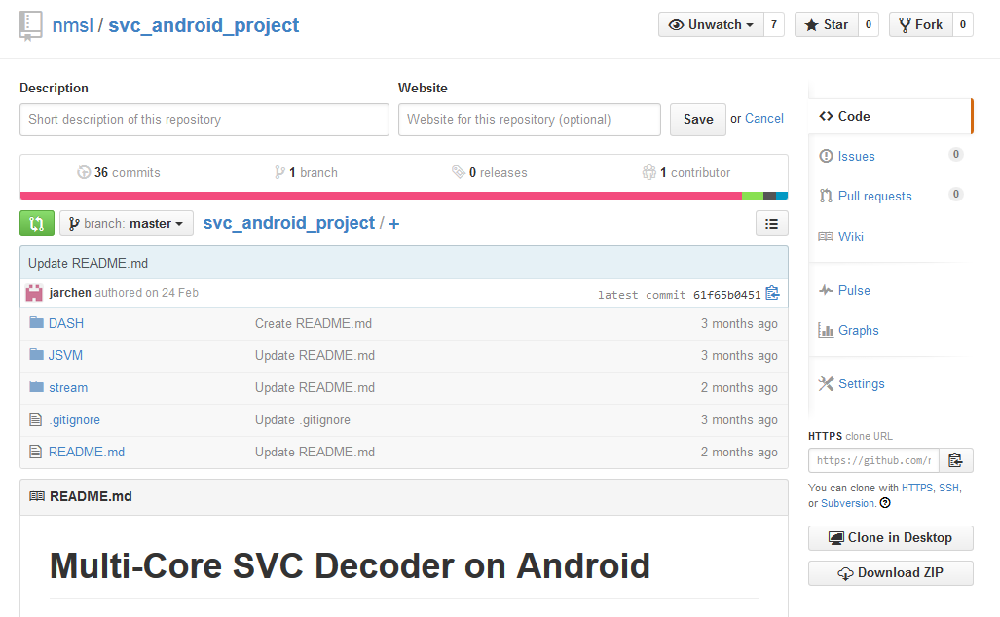 nmsl / svc_android_project
Unwatch 7 Star 0 Fork 0
Description Website
Short description of this repository Website for this repository (optional) Save or Cancel
36 commits 1 branch 0 releases 1 contributor
branch: master svc_android_project / +
Update README.md
jarchen authored on 24 Feb latest commit 61f65b0451
DASH Create README.md 3 months ago
JSVM Update README.md 3 months ago
stream Update README.md 2 months ago
.gitignore Update .gitignore 3 months ago
README.md Update README.md 2 months ago
README.md
Multi-Core SVC Decoder on Android
Code
Issues 0
Pull requests 0
Wiki
Pulse
Graphs
Settings
HTTPS clone URL
https://github.com/
You can clone with HTTPS, SSH,
or Subversion.
Clone in Desktop
Download ZIP